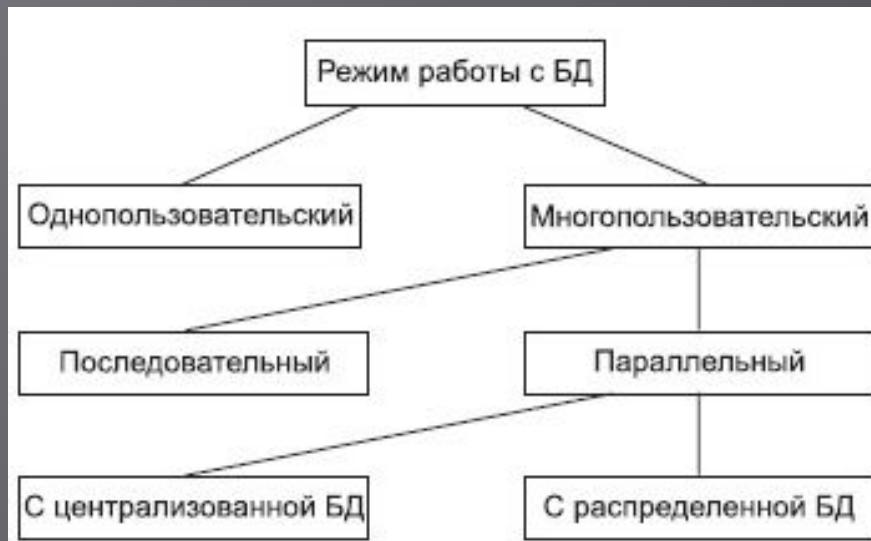 Режим работы с БД
Однопользовательский
Многопользовательский
Последовательный
Параллельный
С централизованной БД
С распределенной БД